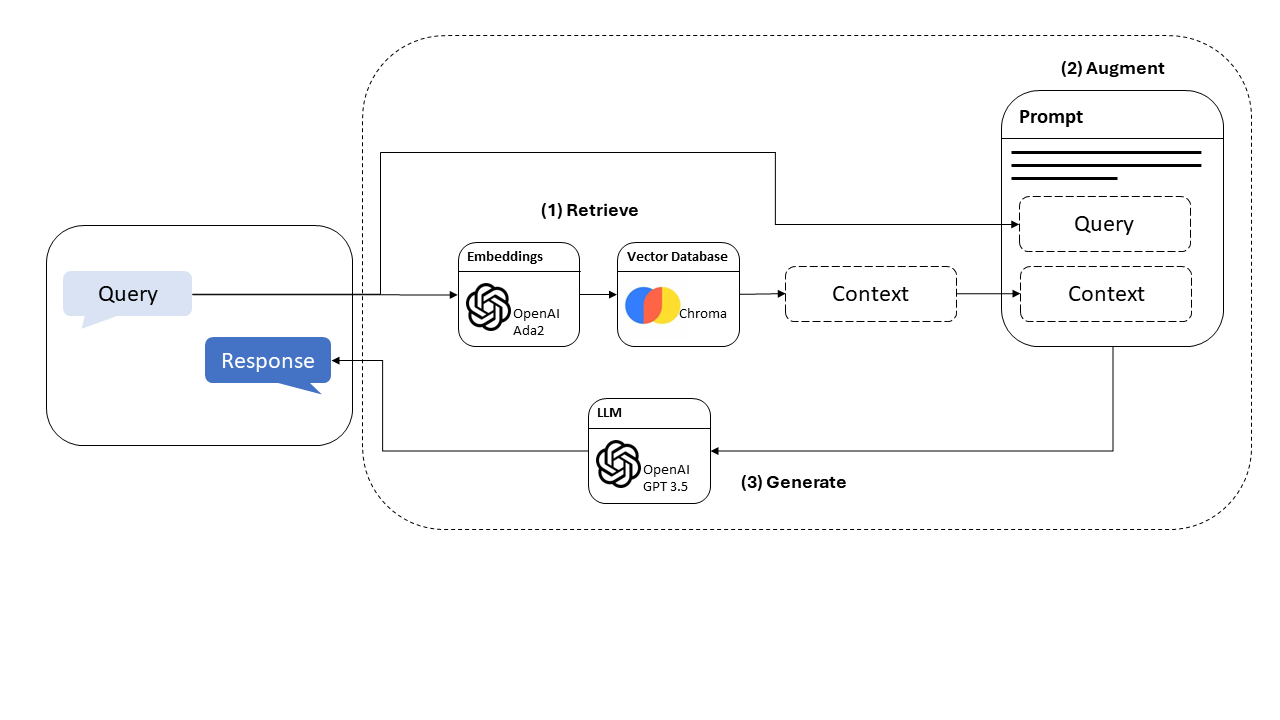 (2) Augment
Prompt
(1) Retrieve
Query
Embeddings
Vector Database
Query
Context
Context
OpenAI
Ada2
Chroma
Response
LLM
OpenAI
GPT 3.5
(3) Generate